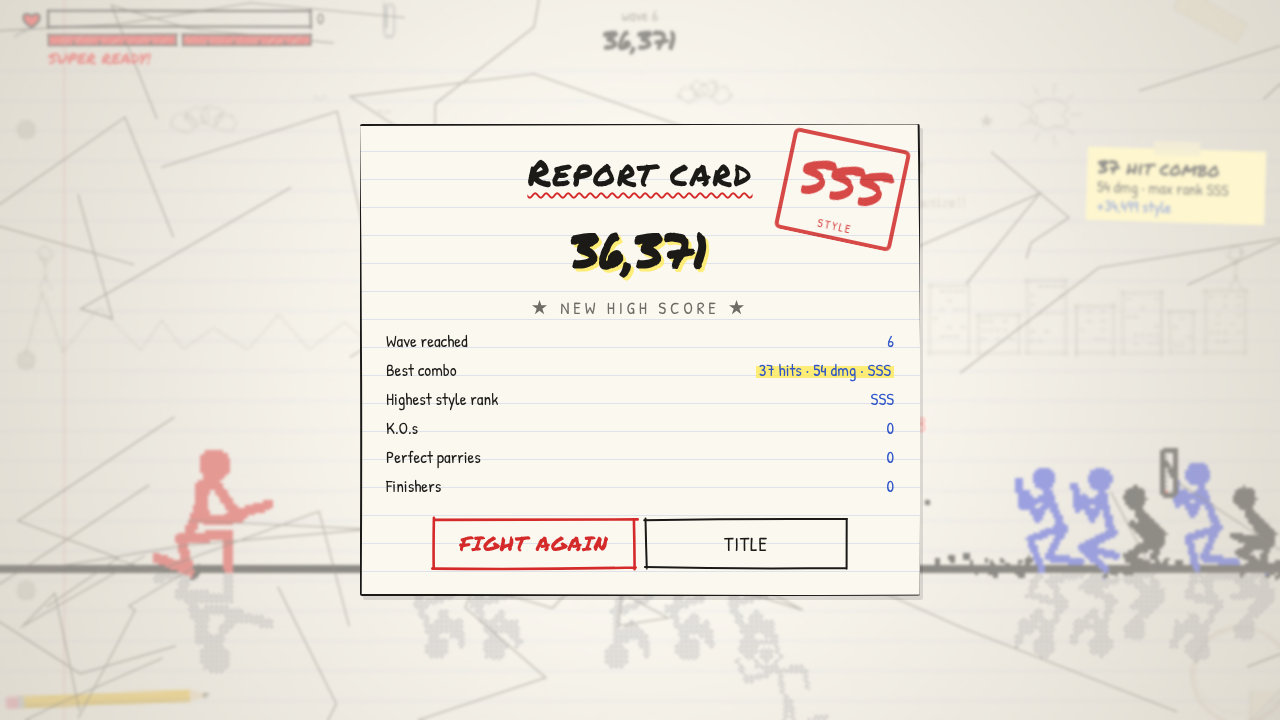 0
SUPER READY!
wave 6
36,371
37 HIT COMBO
54 dmg · max rank SSS
+34,499 style
REPORT CARD
SSS
STYLE
36,371
★ NEW HIGH SCORE ★
Wave reached 6
Best combo 37 hits · 54 dmg · SSS
Highest style rank SSS
K.O.s 0
Perfect parries 0
Finishers 0
FIGHT AGAIN
TITLE